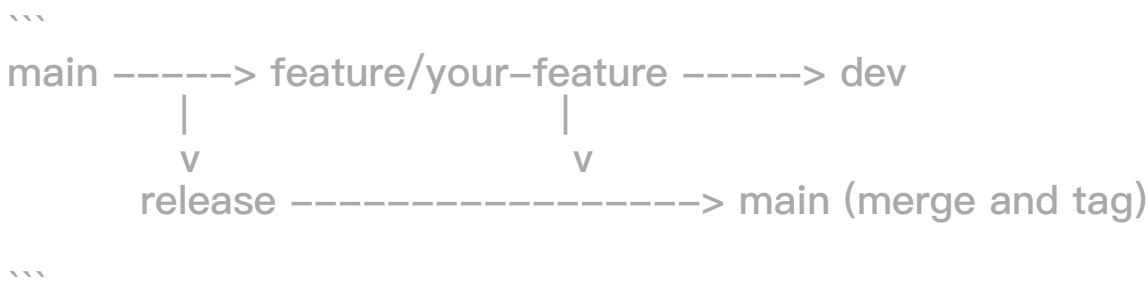 ```
main -----> feature/your-feature -----> dev
| |
v v
release -----------------> main (merge and tag)
```